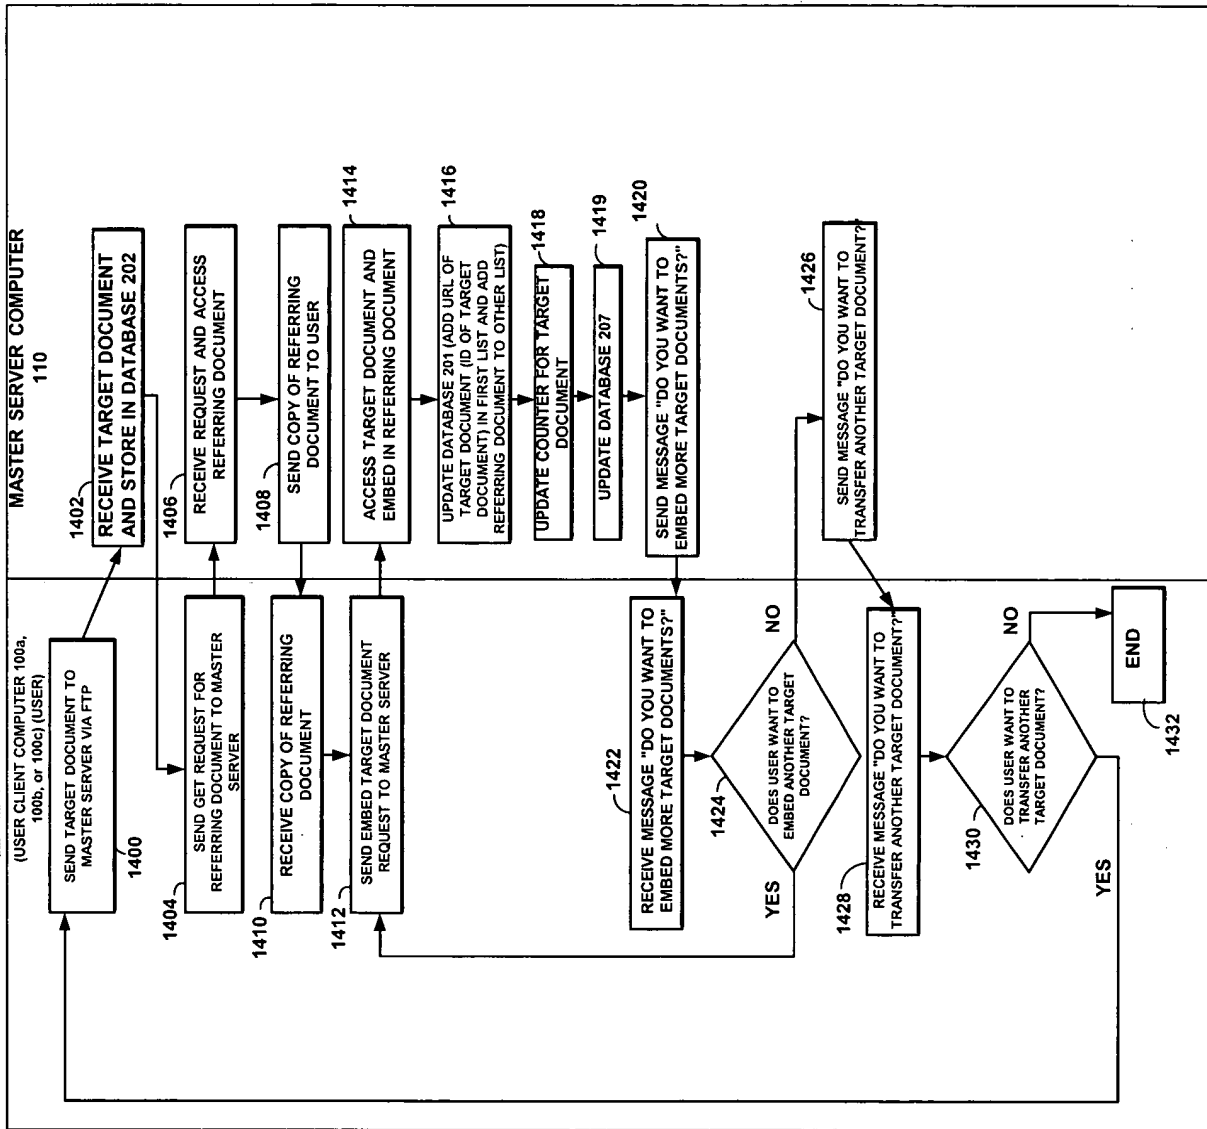 MASTER SERVER COMPUTER
110
(USER CLIENT COMPUTER 100a,
100b, or 100c) (USER)
SEND TARGET DOCUMENT TO
MASTER SERVER VIA FTP
1400
1402
RECEIVE TARGET DOCUMENT
AND STORE IN DATABASE 202
1404
SEND GET REQUEST FOR
REFERRING DOCUMENT TO MASTER
SERVER
1406
RECEIVE REQUEST AND ACCESS
REFERRING DOCUMENT
1408
SEND COPY OF REFERRING
DOCUMENT TO USER
1410
RECEIVE COPY OF REFERRING
DOCUMENT
1412
SEND EMBED TARGET DOCUMENT
REQUEST TO MASTER SERVER
1414
ACCESS TARGET DOCUMENT AND
EMBED IN REFERRING DOCUMENT
1416
UPDATE DATABASE 201 (ADD URL OF
TARGET DOCUMENT (ID OF TARGET
DOCUMENT) IN FIRST LIST AND ADD
REFERRING DOCUMENT TO OTHER LIST)
1418
UPDATE COUNTER FOR TARGET
DOCUMENT
1419
UPDATE DATABASE 207
1420
SEND MESSAGE "DO YOU WANT TO
EMBED MORE TARGET DOCUMENTS?"
1422
RECEIVE MESSAGE "DO YOU WANT TO
EMBED MORE TARGET DOCUMENTS?"
1424
DOES USER WANT TO
EMBED ANOTHER TARGET
DOCUMENT?
YES
NO
1426
SEND MESSAGE "DO YOU WANT TO
TRANSFER ANOTHER TARGET DOCUMENT?"
1428
RECEIVE MESSAGE "DO YOU WANT TO
TRANSFER ANOTHER TARGET DOCUMENT?"
1430
DOES USER WANT TO
TRANSFER ANOTHER
TARGET DOCUMENT?
YES
NO
END
1432